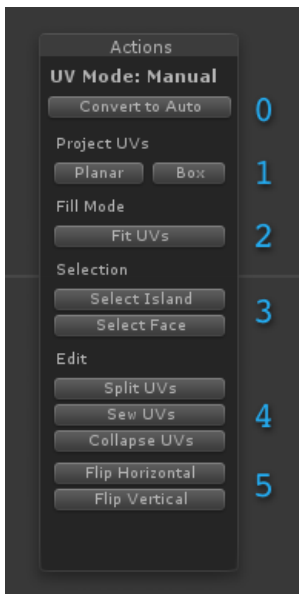 Actions
UV Mode: Manual
Convert to Auto 0
Project UVs
Planar Box 1
Fill Mode
Fit UVs 2
Selection
Select Island
Select Face 3
Edit
Split UVs
Sew UVs 4
Collapse UVs
Flip Horizontal
Flip Vertical 5